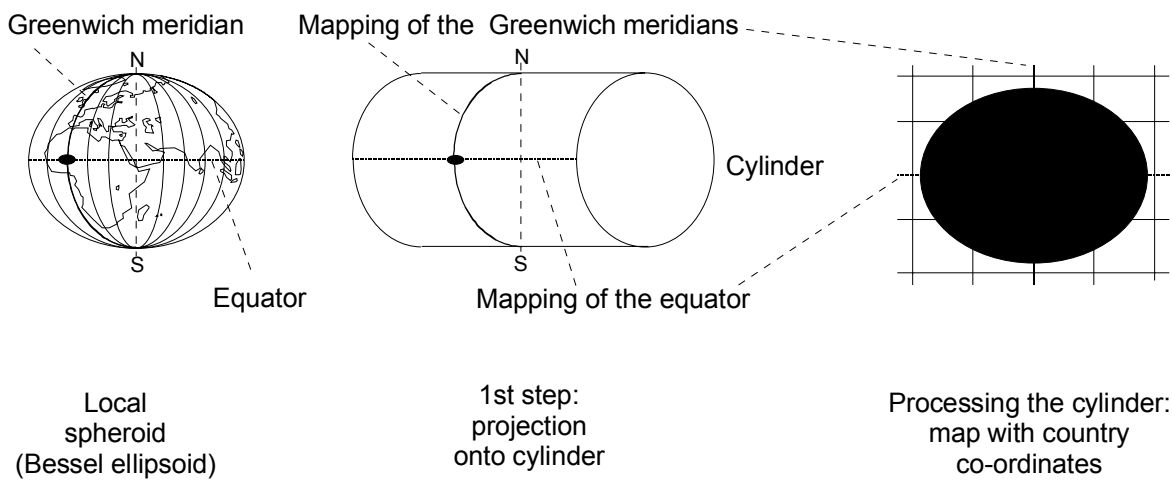 Greenwich meridian
Mapping of the Greenwich meridians
N
N
Cylinder
S
S
Equator
Mapping of the equator
Local
spheroid
(Bessel ellipsoid)
1st step:
projection
onto cylinder
Processing the cylinder:
map with country
co-ordinates